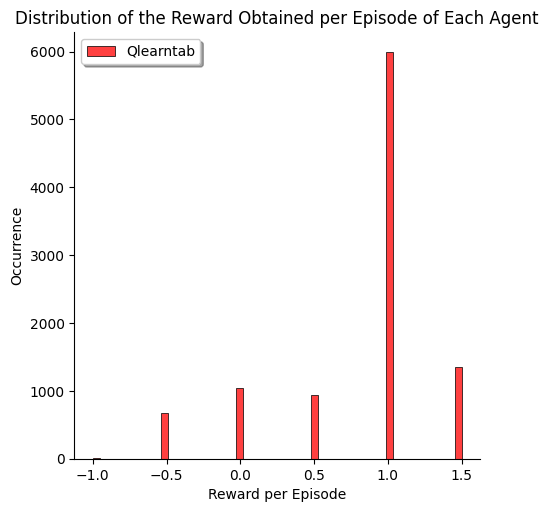 Distribution of the Reward Obtained per Episode of Each Agent
Qlearntab
Occurrence
6000
5000
4000
3000
2000
1000
0
−1.0 −0.5 0.0 0.5 1.0 1.5
Reward per Episode